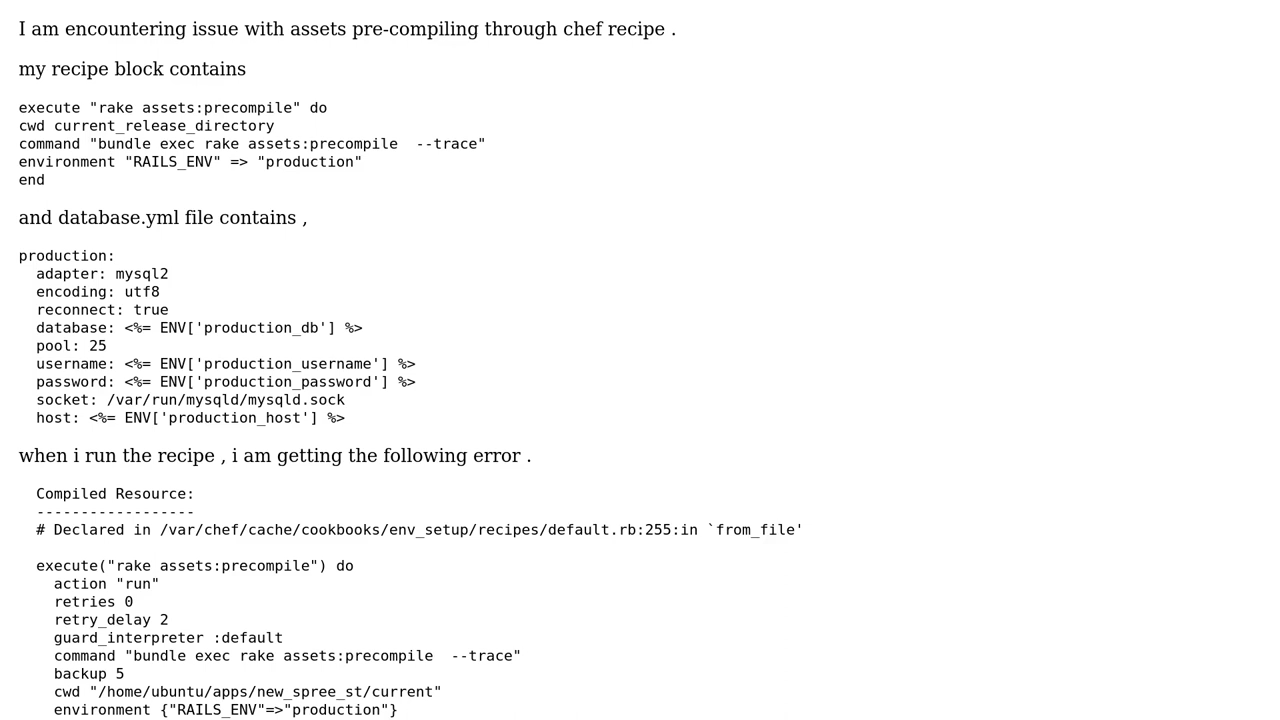 I am encountering issue with assets pre-compiling through chef recipe .
my recipe block contains
execute "rake assets:precompile" do
cwd current_release_directory
command "bundle exec rake assets:precompile  --trace"
environment "RAILS_ENV" => "production"
end
and database.yml file contains ,
production:
  adapter: mysql2
  encoding: utf8
  reconnect: true
  database: <%= ENV['production_db'] %>
  pool: 25
  username: <%= ENV['production_username'] %>
  password: <%= ENV['production_password'] %>
  socket: /var/run/mysqld/mysqld.sock
  host: <%= ENV['production_host'] %>
when i run the recipe , i am getting the following error .
  Compiled Resource:
  ------------------
  # Declared in /var/chef/cache/cookbooks/env_setup/recipes/default.rb:255:in `from_file'
  execute("rake assets:precompile") do
    action "run"
    retries 0
    retry_delay 2
    guard_interpreter :default
    command "bundle exec rake assets:precompile  --trace"
    backup 5
    cwd "/home/ubuntu/apps/new_spree_st/current"
    environment {"RAILS_ENV"=>"production"}